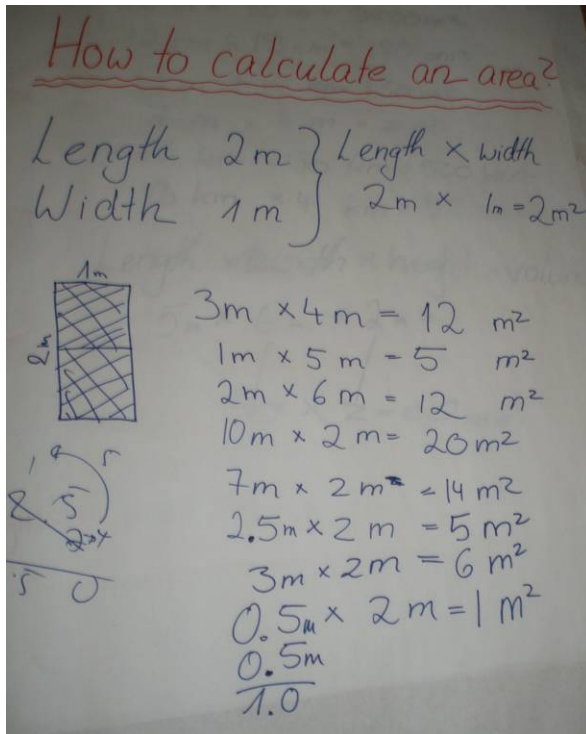 How to calculate an area?
Length 2m } Length × width
Width 1m } 2m × 1m = 2m²
1m
2m
3m × 4m = 12 m²
1m × 5m = 5 m²
2m × 6m = 12 m²
10m × 2m = 20m²
7m × 2m = 14 m²
2.5m × 2m = 5 m²
3m × 2m = 6 m²
0.5m × 2m = 1 m²
0.5m
1.0